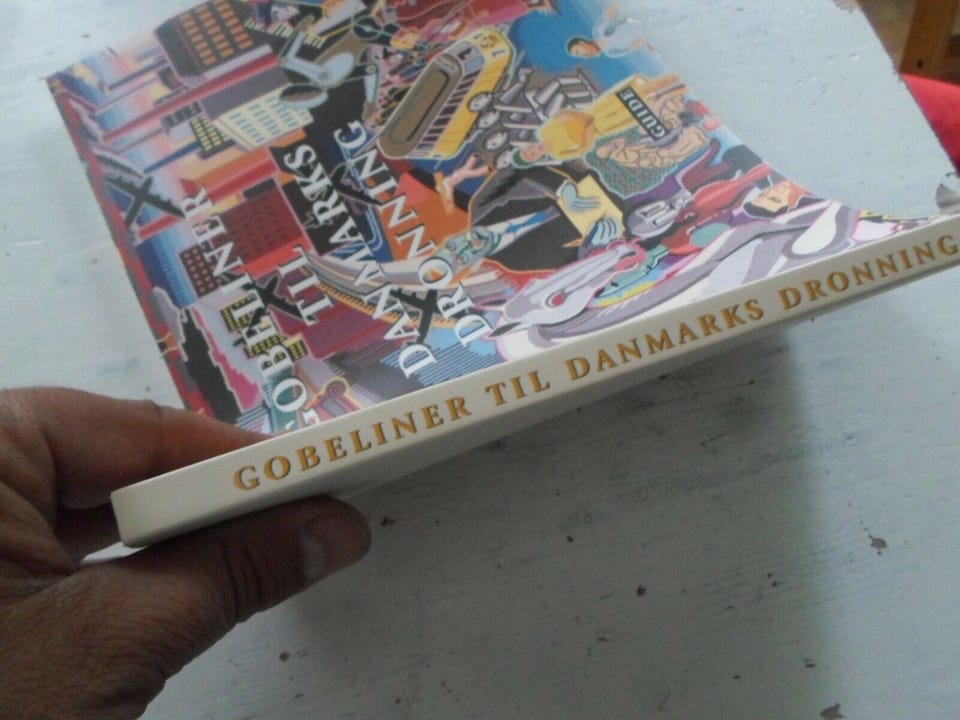 GOBELINER
TIL
DANMARKS
DRONNING
GUIDE
GOBELINER TIL DANMARKS DRONNING